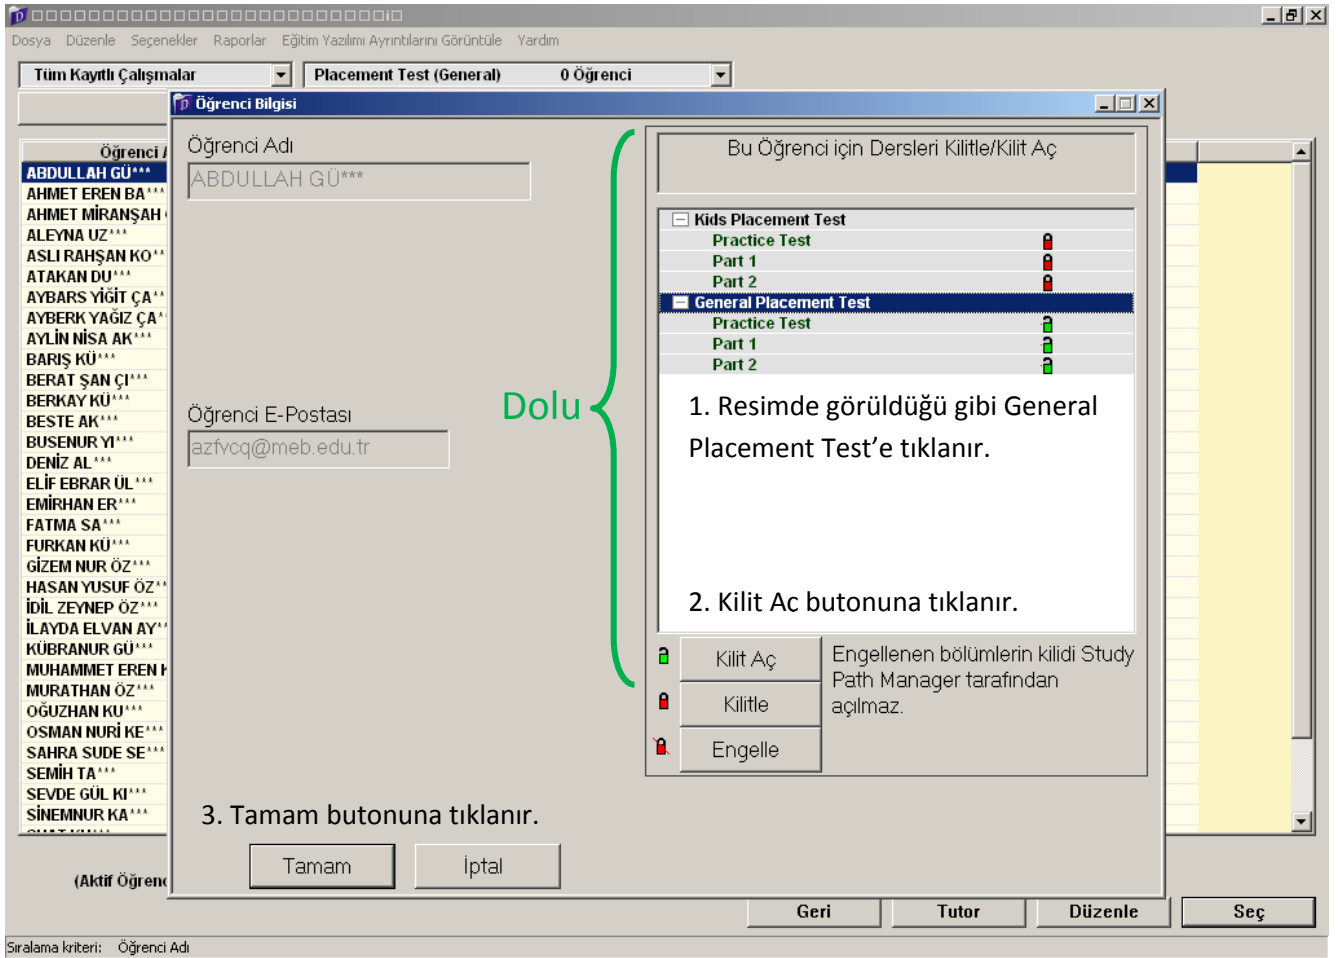 Dosya Düzenle Seçenekler Raporlar Eğitim Yazılımı Ayrıntılarını Görüntüle Yardım
Tüm Kayıtlı Çalışmalar
Placement Test (General) 0 Öğrenci
Öğrenci Bilgisi
Öğrenci
ABDULLAH GÜ***
AHMET EREN BA***
AHMET MİRANŞAH
ALEYNA UZ***
ASLI RAHŞAN KO**
ATAKAN DU***
AYBARS YİĞİT ÇA**
AYBERK YAĞIZ ÇA*
AYLİN NİSA AK***
BARIŞ KÜ***
BERAT ŞAN ÇI***
BERKAY KÜ***
BESTE AK***
BUSENUR YI***
DENİZ AL***
ELİF EBRAR ÜL***
EMİRHAN ER***
FATMA SA***
FURKAN KÜ***
GİZEM NUR ÖZ***
HASAN YUSUF ÖZ**
İDİL ZEYNEP ÖZ***
İLAYDA ELVAN AY**
KÜBRANUR GÜ***
MUHAMMET EREN
MURATHAN ÖZ***
OĞUZHAN KU***
OSMAN NURİ KE***
SAHRA SUDE SE***
SEMİH TA***
SEVDE GÜL KI***
SİNEMNUR KA***
(Aktif
Öğrenci Adı
ABDULLAH GÜ***
Öğrenci E-Postası
azfvcq@meb.edu.tr
Dolu
Bu Öğrenci için Dersleri Kilitle/Kilit Aç
Kids Placement Test
Practice Test
Part 1
Part 2
General Placement Test
Practice Test
Part 1
Part 2
1. Resimde görüldüğü gibi General
Placement Test’e tıklanır.
2. Kilit Ac butonuna tıklanır.
Kilit Aç
Kilitle
Engelle
Engellenen bölümlerin kilidi Study
Path Manager tarafından
açılmaz.
3. Tamam butonuna tıklanır.
Tamam
İptal
Geri
Tutor
Düzenle
Seç
Sıralama kriteri: Öğrenci Adı